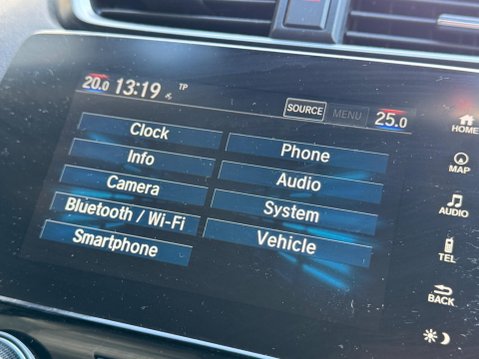 20.0 13:19 TP
SOURCE MENU 25.0
Clock
Info
Camera
Bluetooth / Wi-Fi
Smartphone
Phone
Audio
System
Vehicle
HOME
MAP
AUDIO
TEL
BACK